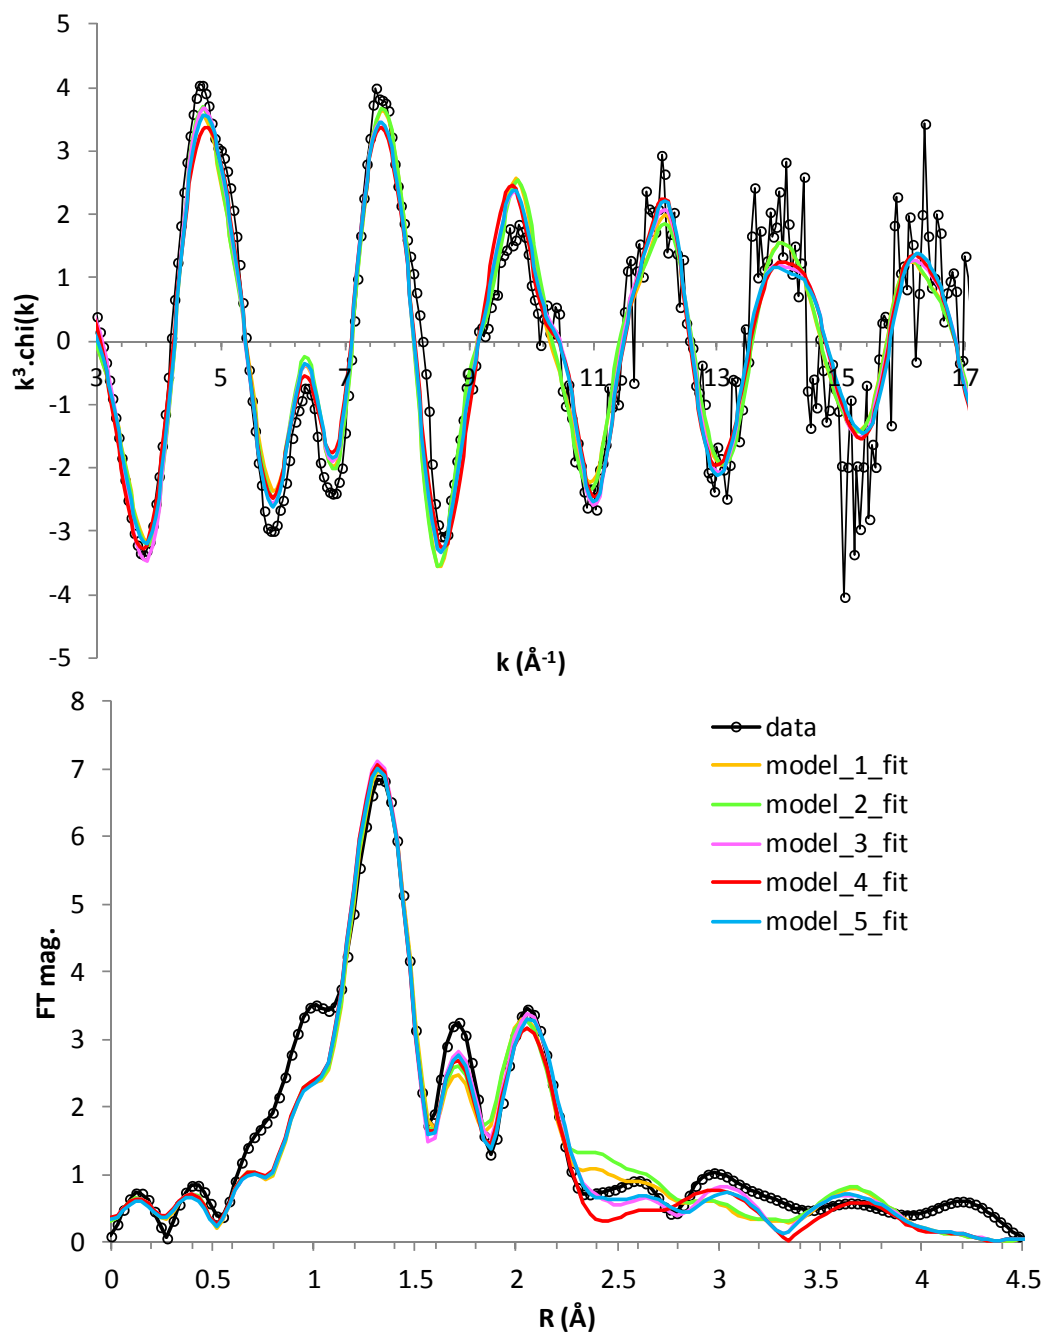 5
4
3
2
1
0
-1
-2
-3
-4
-5
3 5 7 9 11 13 15 17
k³.chi(k)
k (Å⁻¹)
8
7
6
5
4
3
2
1
0
0 0.5 1 1.5 2 2.5 3 3.5 4 4.5
FT mag.
R (Å)
data
model_1_fit
model_2_fit
model_3_fit
model_4_fit
model_5_fit